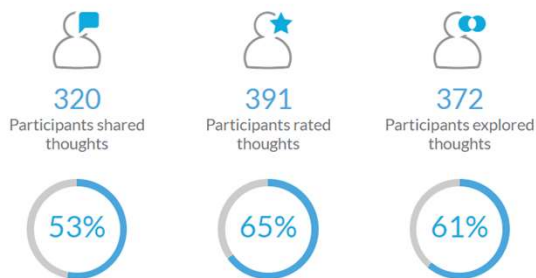 320
Participants shared
thoughts
391
Participants rated
thoughts
372
Participants explored
thoughts
53%
65%
61%